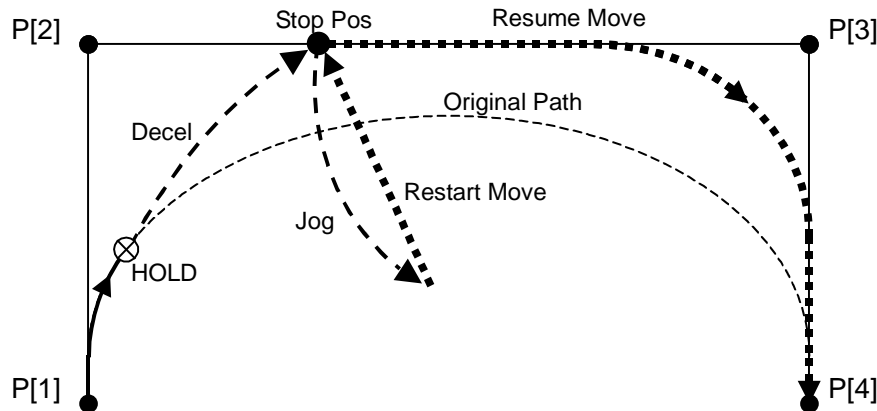 Stop Pos
Resume Move
P[2]
P[3]
Original Path
Decel
Restart Move
Jog
HOLD
P[1]
P[4]